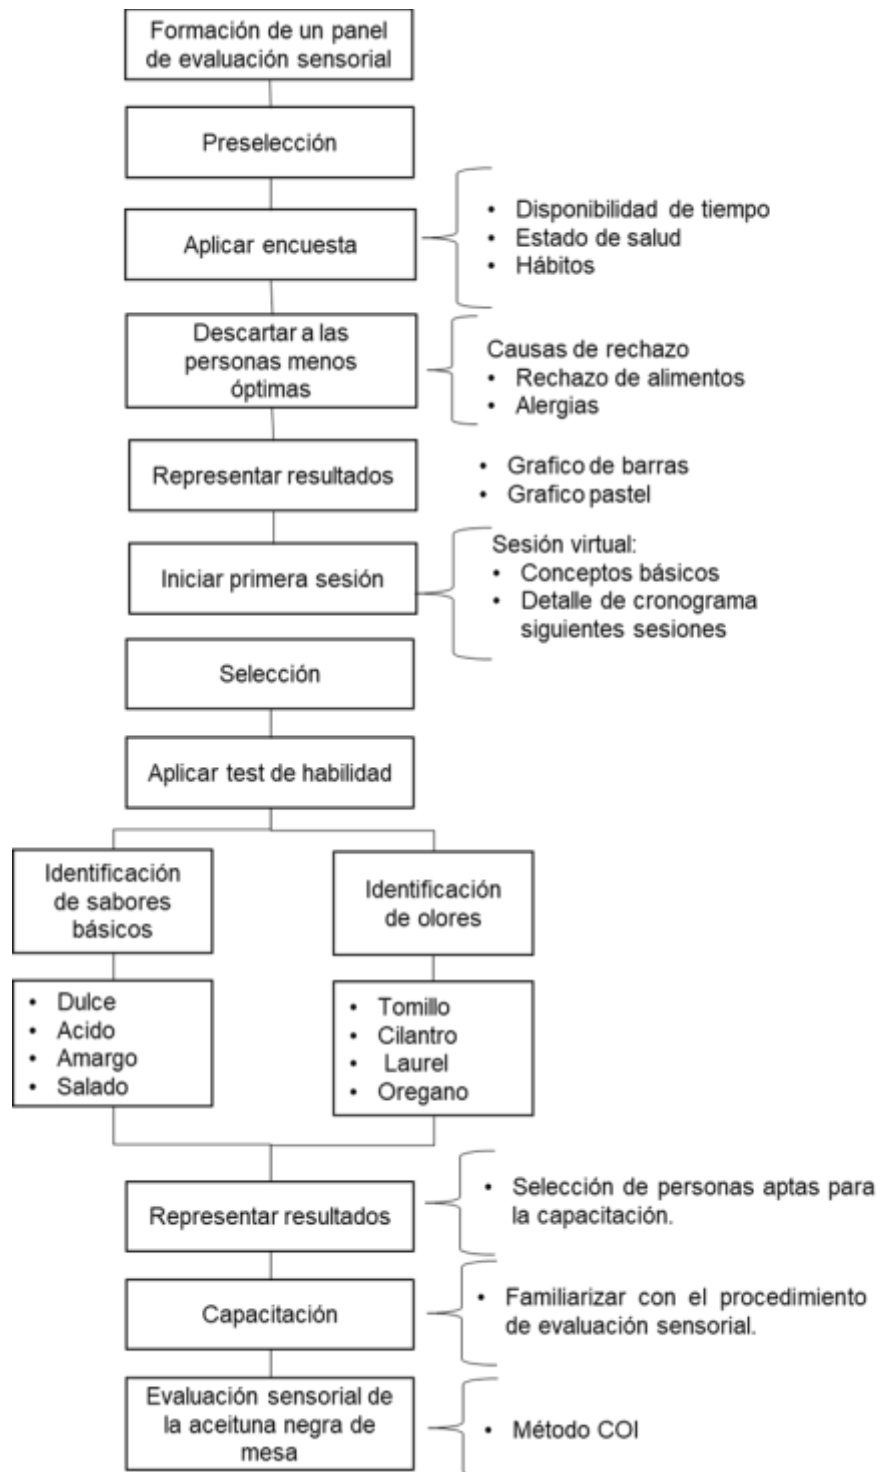 Formación de un panel
de evaluación sensorial
Preselección
Aplicar encuesta
• Disponibilidad de tiempo
• Estado de salud
• Hábitos
Descartar a las
personas menos
óptimas
Causas de rechazo
• Rechazo de alimentos
• Alergias
Representar resultados
• Grafico de barras
• Grafico pastel
Iniciar primera sesión
Sesión virtual:
• Conceptos básicos
• Detalle de cronograma
siguientes sesiones
Selección
Aplicar test de habilidad
Identificación
de sabores
básicos
Identificación
de olores
• Dulce
• Acido
• Amargo
• Salado
• Tomillo
• Cilantro
• Laurel
• Oregano
Representar resultados
• Selección de personas aptas para
la capacitación.
Capacitación
• Familiarizar con el procedimiento
de evaluación sensorial.
Evaluación sensorial de
la aceituna negra de
mesa
• Método COI